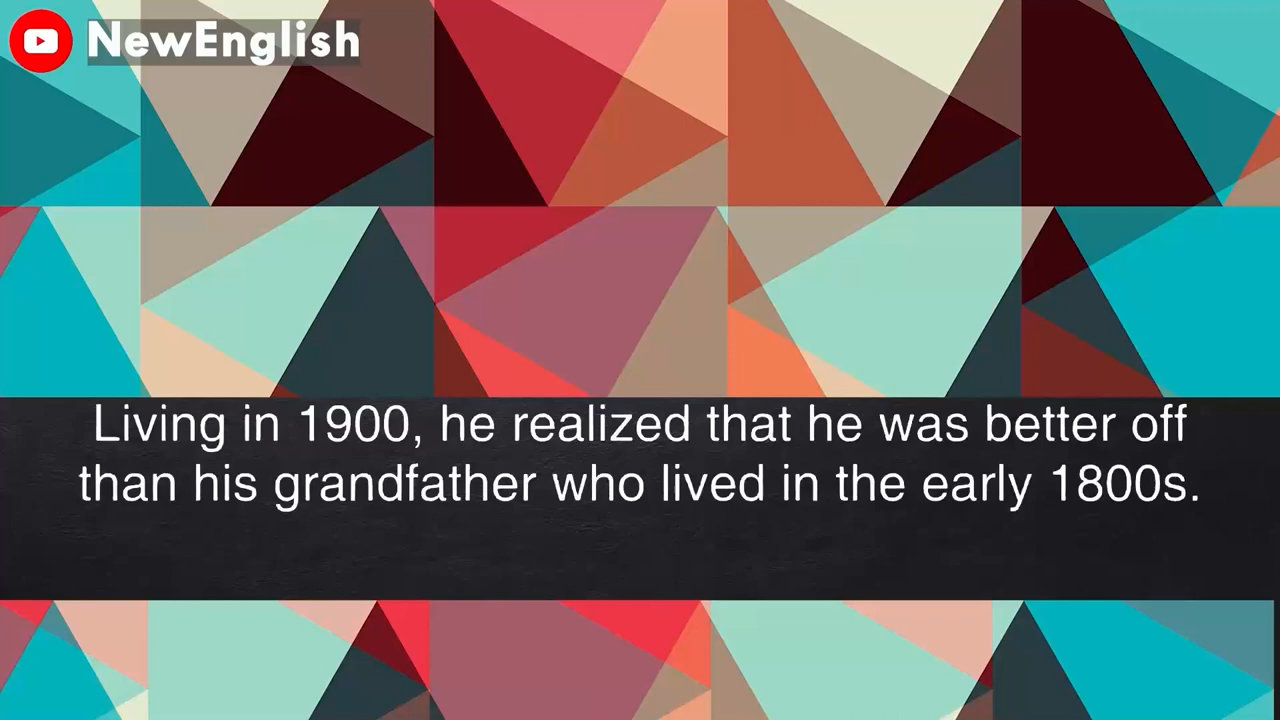 NewEnglish
Living in 1900, he realized that he was better off
than his grandfather who lived in the early 1800s.